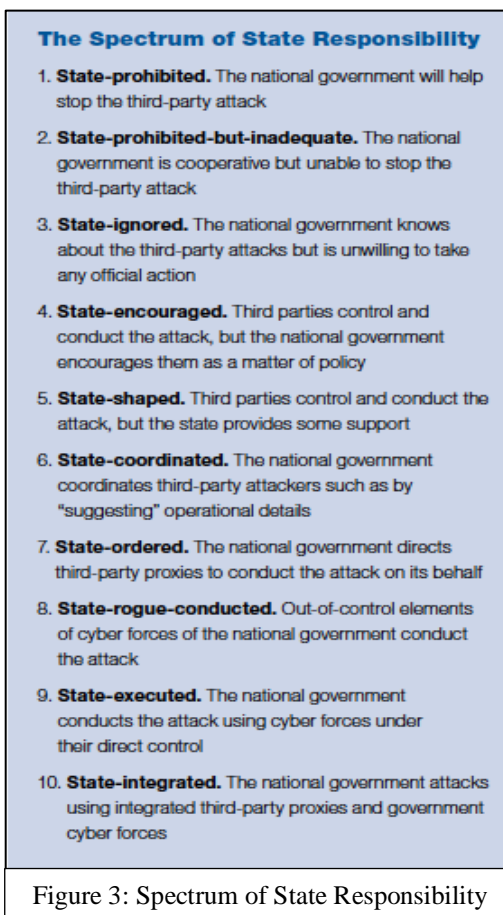 The Spectrum of State Responsibility
1. State-prohibited. The national government will help
stop the third-party attack
2. State-prohibited-but-inadequate. The national
government is cooperative but unable to stop the
third-party attack
3. State-ignored. The national government knows
about the third-party attacks but is unwilling to take
any official action
4. State-encouraged. Third parties control and
conduct the attack, but the national government
encourages them as a matter of policy
5. State-shaped. Third parties control and conduct the
attack, but the state provides some support
6. State-coordinated. The national government
coordinates third-party attackers such as by
“suggesting” operational details
7. State-ordered. The national government directs
third-party proxies to conduct the attack on its behalf
8. State-rogue-conducted. Out-of-control elements
of cyber forces of the national government conduct
the attack
9. State-executed. The national government
conducts the attack using cyber forces under
their direct control
10. State-integrated. The national government attacks
using integrated third-party proxies and government
cyber forces
Figure 3: Spectrum of State Responsibility